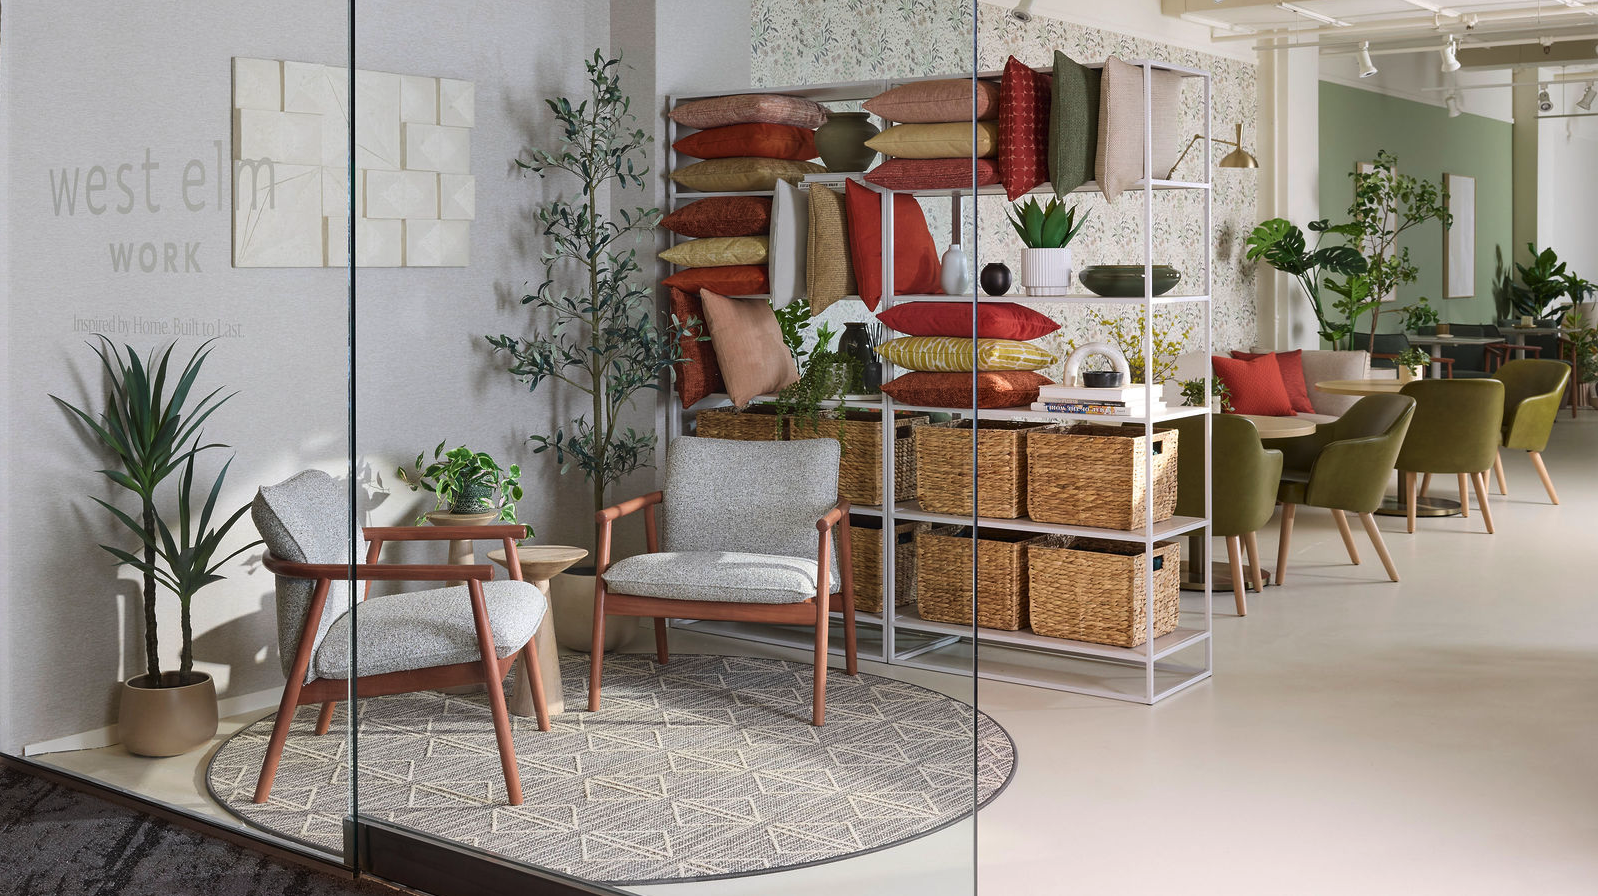 west elm
WORK
Inspired by Home. Built to Last.